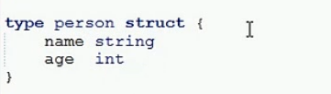 type person struct {
    name string
    age  int
}